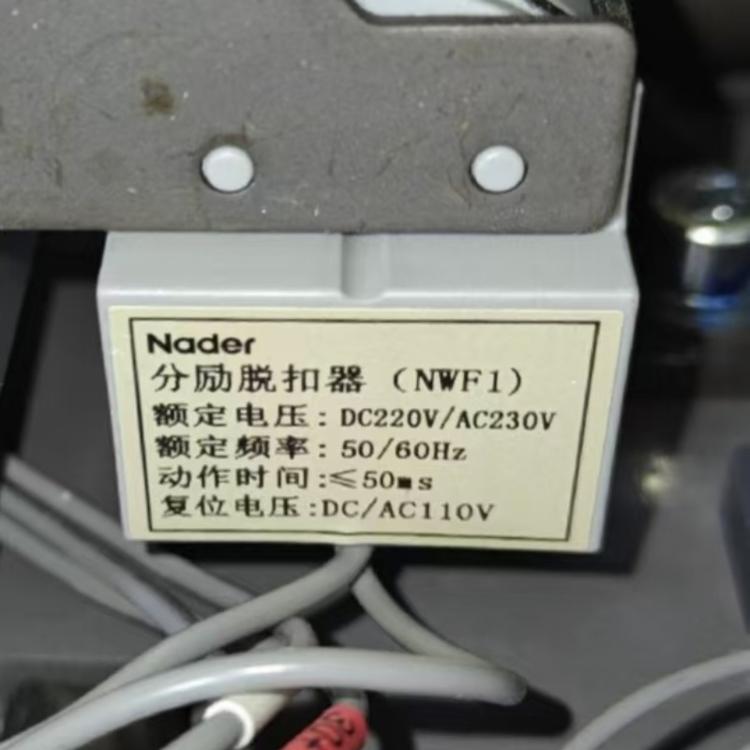 Nader
分励脱扣器（NWF1）
额定电压：DC220V/AC230V
额定频率：50/60Hz
动作时间：≤50ms
复位电压：DC/AC110V